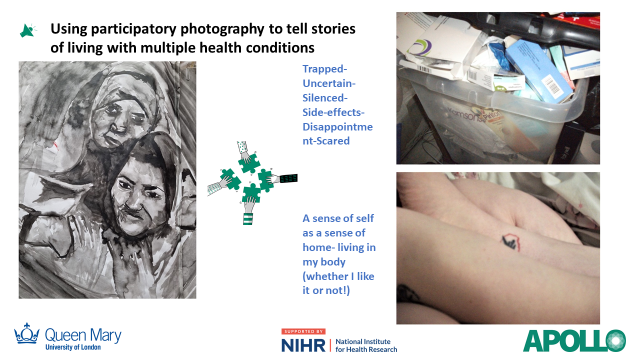 Using participatory photography to tell stories
of living with multiple health conditions
Trapped-
Uncertain-
Silenced-
Side-effects-
Disappointme
nt-Scared
A sense of self
as a sense of
home- living in
my body
(whether I like
it or not!)
Queen Mary
University of London
SUPPORTED BY
NIHR | National Institute
for Health Research
APOLLO